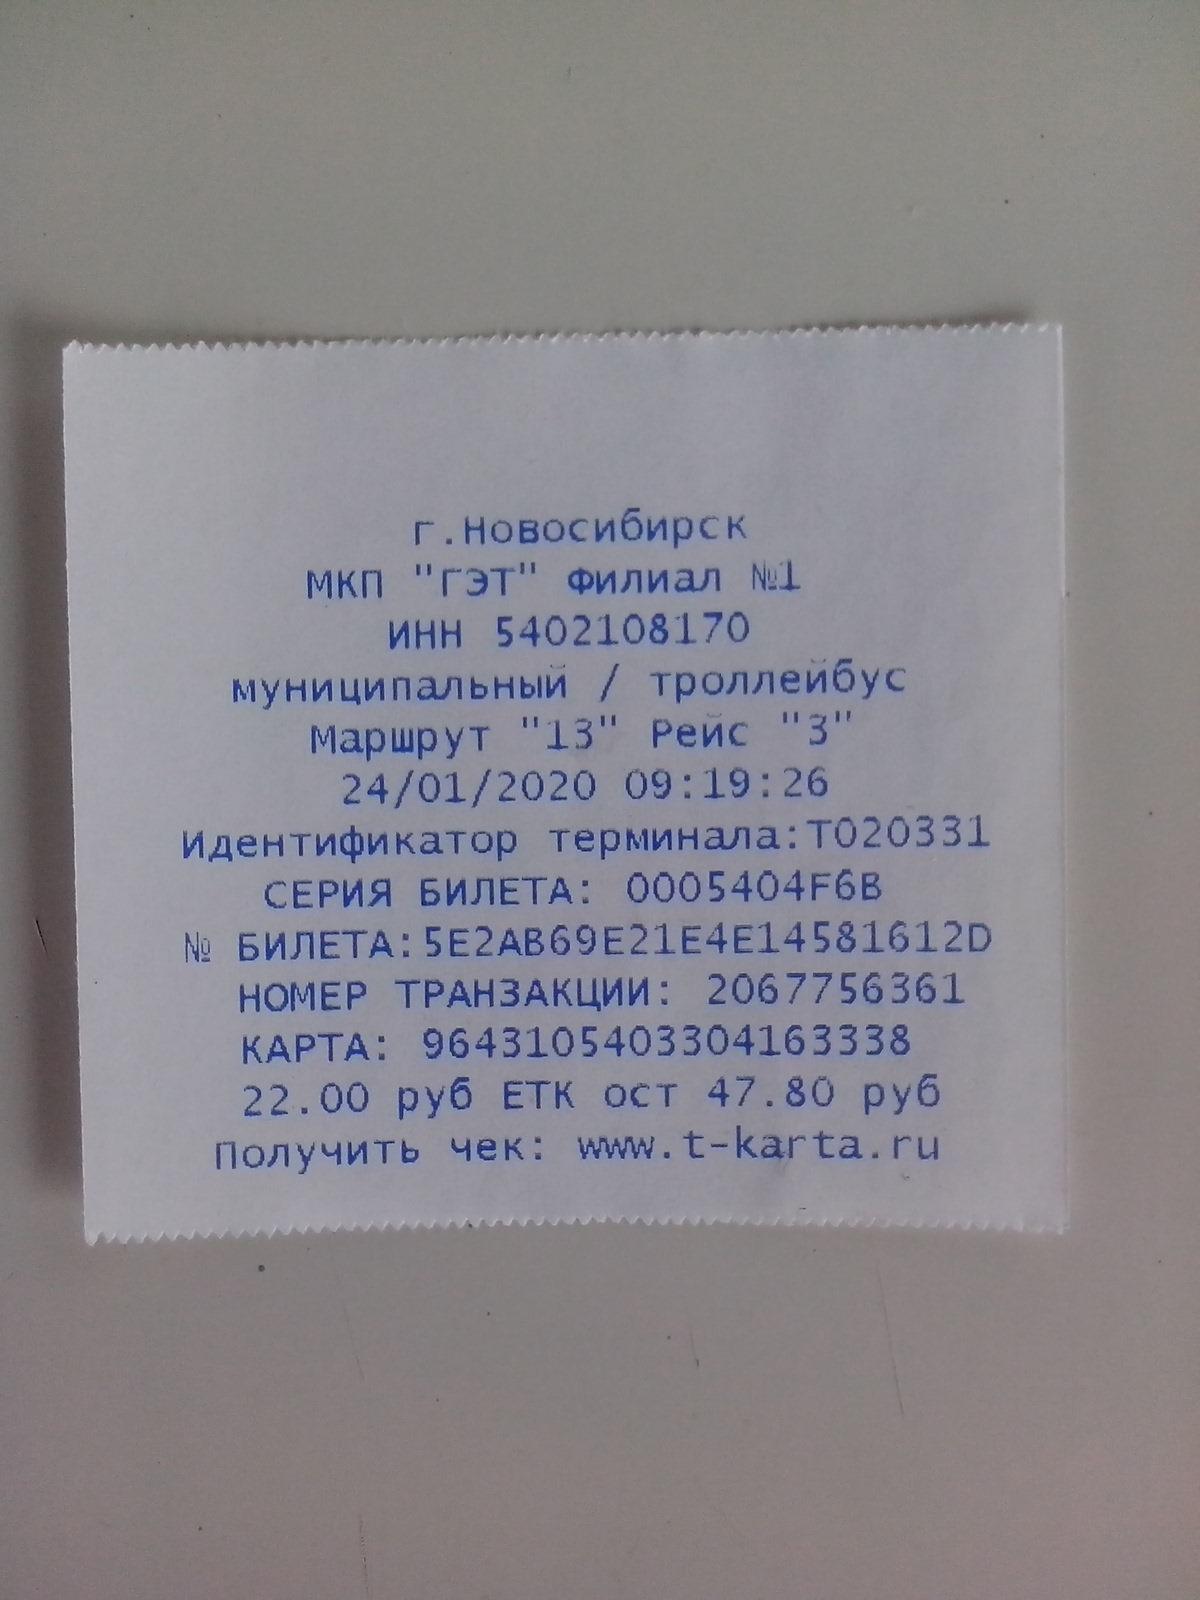 г.Новосибирск
МКП "ГЭТ" Филиал №1
ИНН 5402108170
муниципальный / троллейбус
Маршрут "13" Рейс "3"
24/01/2020 09:19:26
Идентификатор терминала:T020331
СЕРИЯ БИЛЕТА: 0005404F6B
№ БИЛЕТА:5E2AB69E21E4E14581612D
НОМЕР ТРАНЗАКЦИИ: 2067756361
КАРТА: 9643105403304163338
22.00 руб ЕТК ост 47.80 руб
Получить чек: www.t-karta.ru